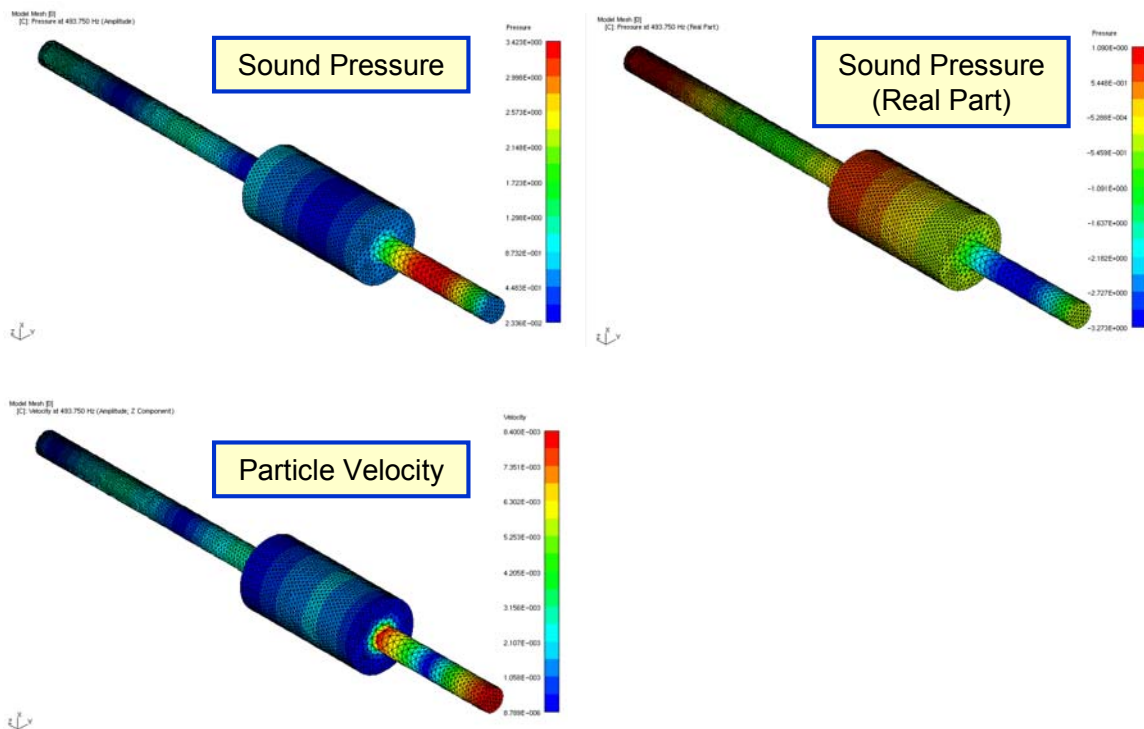 Model Mesh [0]
[C]: Pressure at 493.750 Hz (Amplitude)
Sound Pressure
Pressure
3.423E+000
2.998E+000
2.573E+000
2.148E+000
1.723E+000
1.298E+000
8.732E-001
4.483E-001
2.336E-002
X
Z Y
Model Mesh [0]
[C]: Pressure at 493.750 Hz (Real Part)
Sound Pressure
(Real Part)
Pressure
1.090E+000
5.448E-001
-5.288E-004
-5.459E-001
-1.091E+000
-1.637E+000
-2.182E+000
-2.727E+000
-3.273E+000
X
Z Y
Model Mesh [0]
[C]: Velocity at 493.750 Hz (Amplitude, Z Component)
Particle Velocity
Velocity
8.400E-003
7.351E-003
6.302E-003
5.253E-003
4.205E-003
3.156E-003
2.107E-003
1.058E-003
8.789E-006
X
Z Y